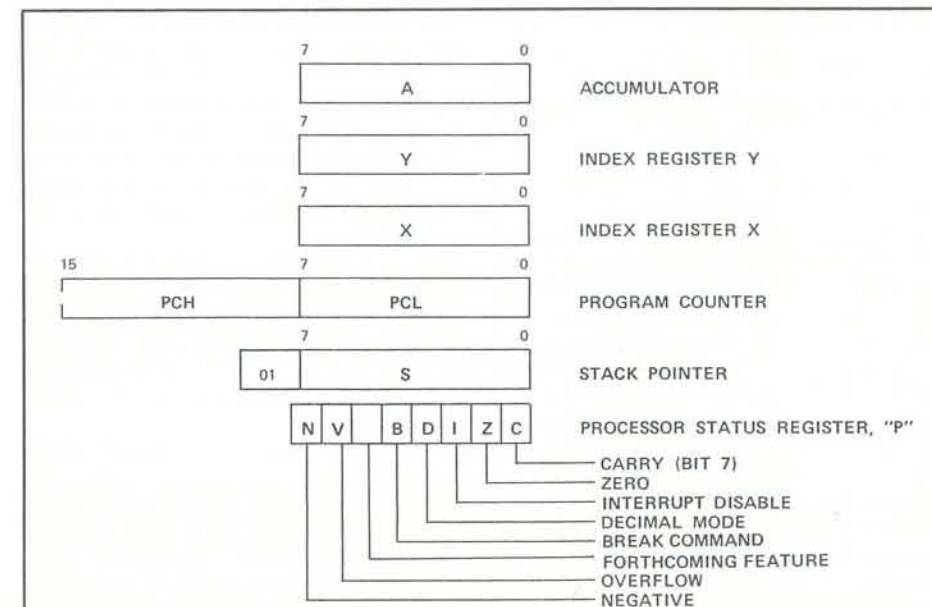 7 0
A ACCUMULATOR
7 0
Y INDEX REGISTER Y
7 0
X INDEX REGISTER X
15 7 0
PCH PCL PROGRAM COUNTER
7 0
01 S STACK POINTER
N V B D I Z C PROCESSOR STATUS REGISTER, "P"
CARRY (BIT 7)
ZERO
INTERRUPT DISABLE
DECIMAL MODE
BREAK COMMAND
FORTHCOMING FEATURE
OVERFLOW
NEGATIVE